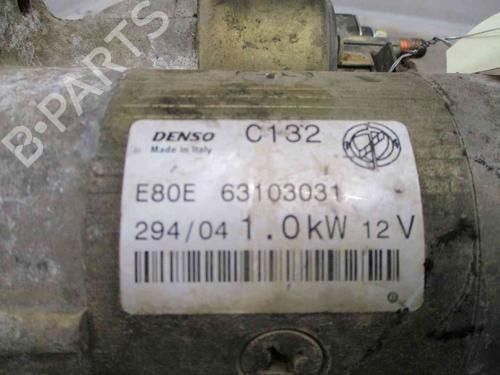 B-PARTS
DENSO C132
Made in Italy
E80E 63103031
294/04 1.0kW 12V